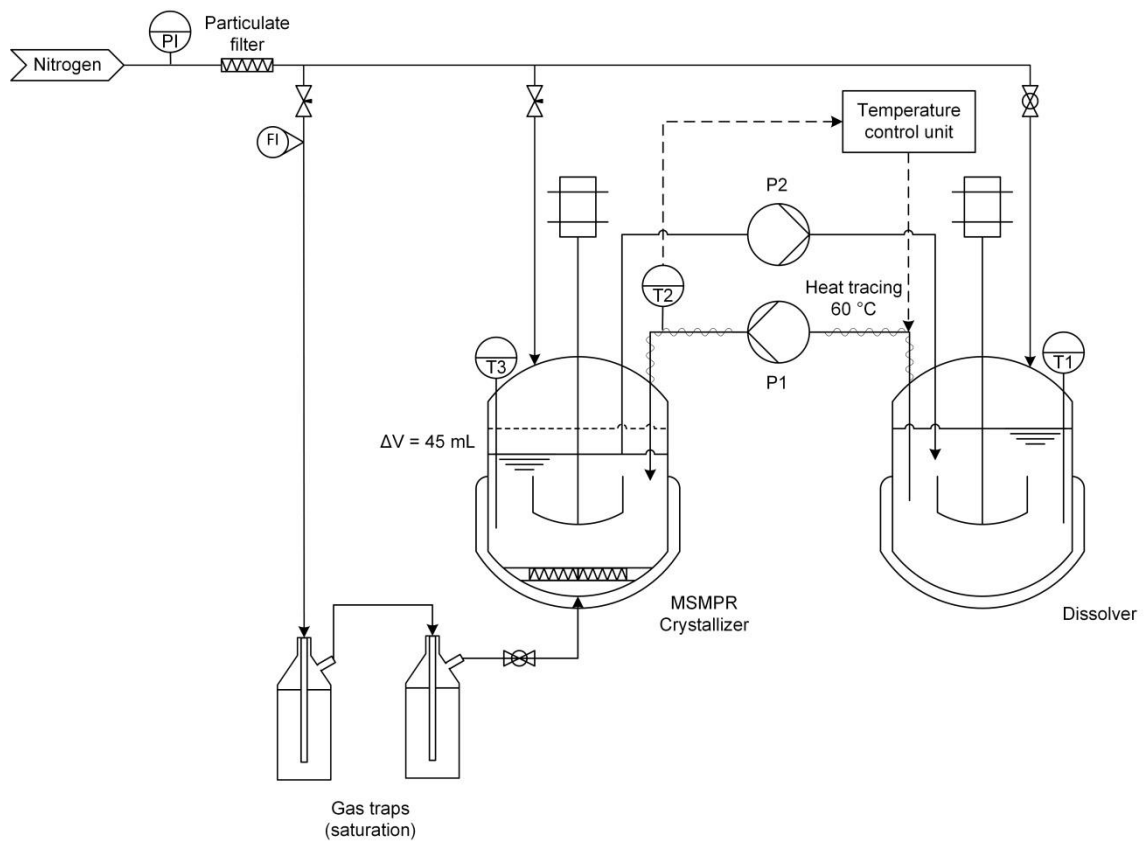 Particulate
filter
PI
Nitrogen
Temperature
control unit
FI
P2
T2
Heat tracing
60 °C
T3
T1
P1
ΔV = 45 mL
MSMPR
Crystallizer
Dissolver
Gas traps
(saturation)